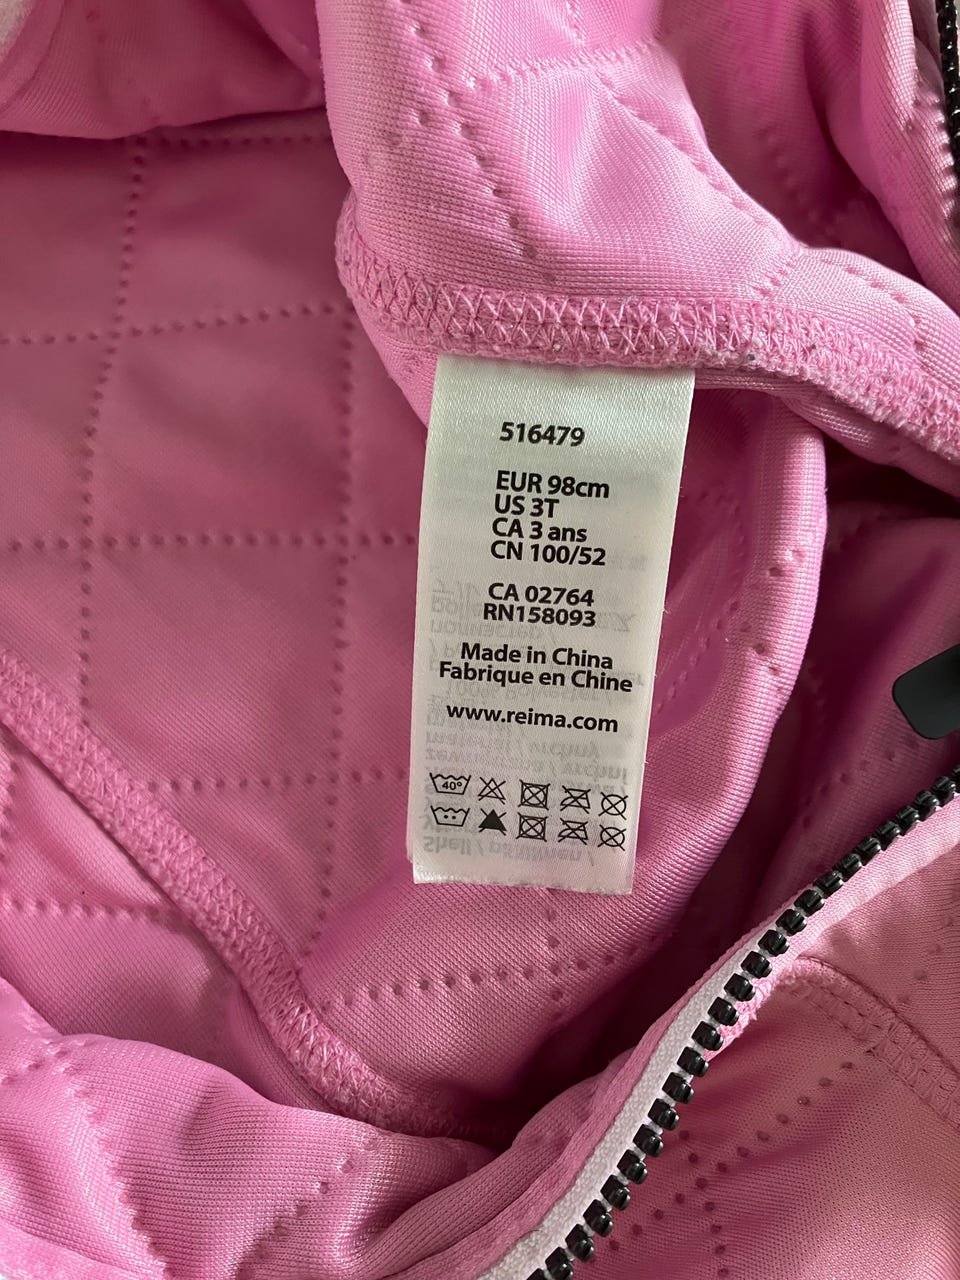 516479
EUR 98cm
US 3T
CA 3 ans
CN 100/52
CA 02764
RN158093
Made in China
Fabrique en Chine
www.reima.com
40°